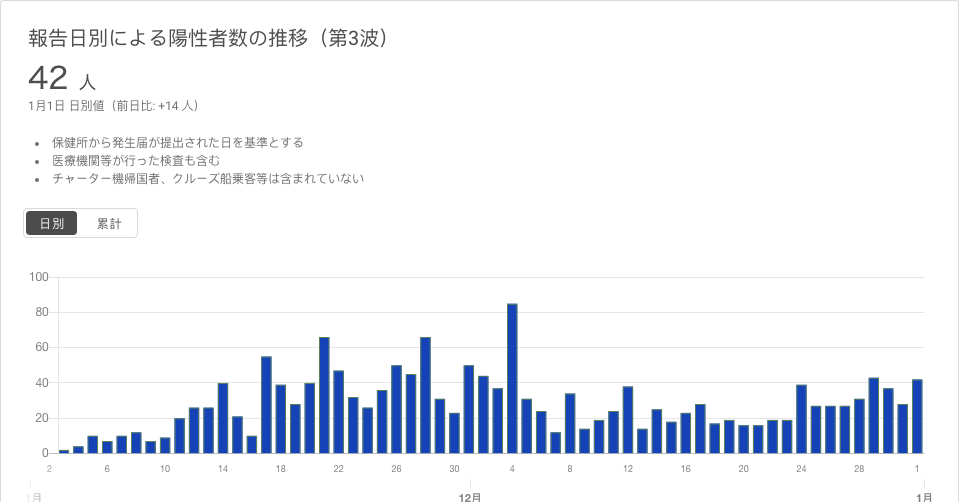 報告日別による陽性者数の推移（第3波）
42 人
1月1日 日別値（前日比: +14 人）
保健所から発生届が提出された日を基準とする
医療機関等が行った検査も含む
チャーター機帰国者、クルーズ船乗客等は含まれていない
日別 累計
100
80
60
40
20
0
2 6 10 14 18 22 26 30 4 8 12 16 20 24 28 1
1月 12月 1月